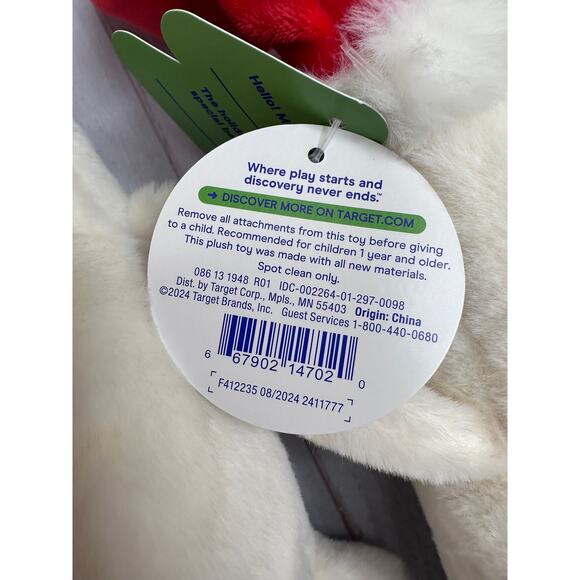 Hello! M
The holid
special b
Where play starts and
discovery never ends.™
→ DISCOVER MORE ON TARGET.COM
Remove all attachments from this toy before giving
to a child. Recommended for children 1 year and older.
This plush toy was made with all new materials.
Spot clean only.
086 13 1948 R01 IDC-002264-01-297-0098
Dist. by Target Corp., Mpls., MN 55403 Origin: China
©2024 Target Brands, Inc. Guest Services 1-800-440-0680
6 67902 14702 0
F412235 08/2024 2411777